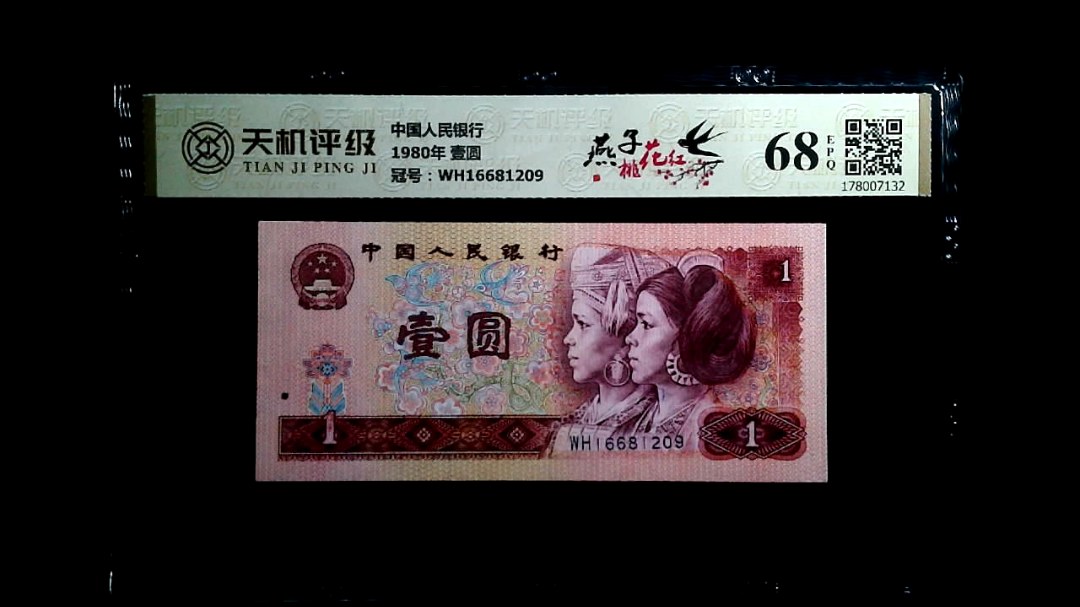 天机评级
TIAN JI PING JI
中国人民银行
1980年 壹圆
冠号：WH16681209
燕子
桃花红
68
EPQ
178007132
中国人民银行
1
壹圆
1
WH16681209
1